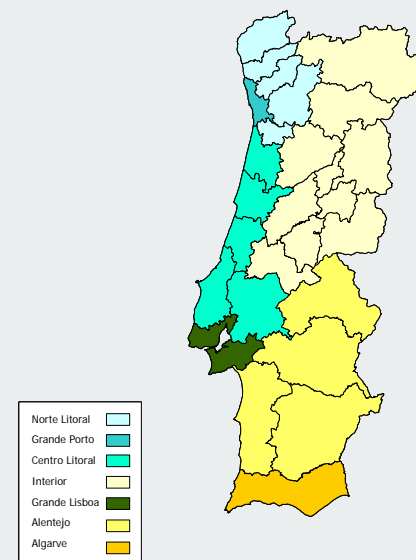 Norte Litoral
Grande Porto
Centro Litoral
Interior
Grande Lisboa
Alentejo
Algarve